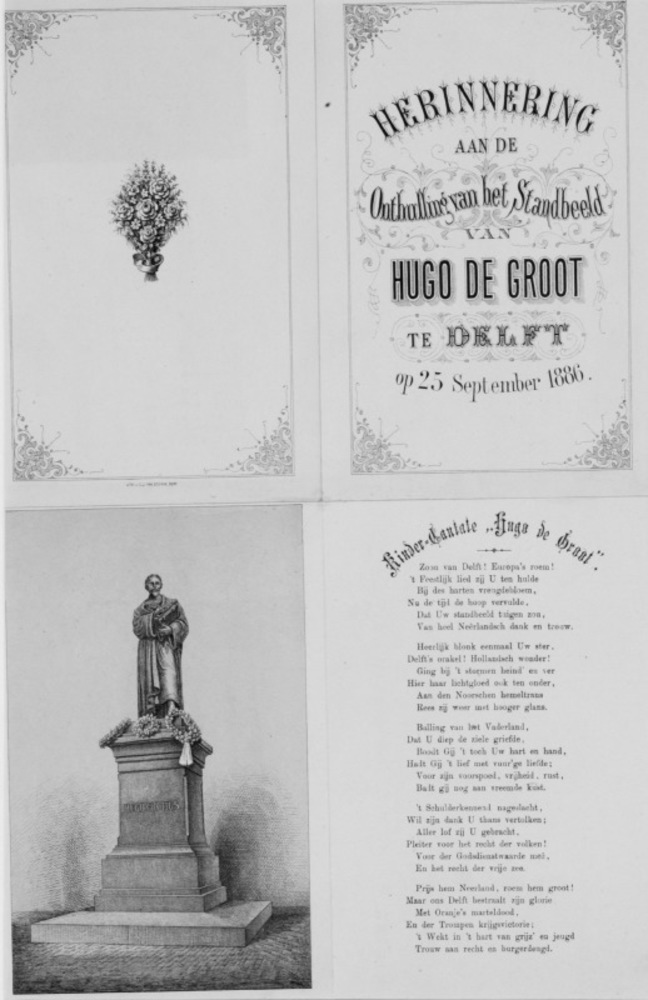 HERINNERING
AAN DE
Onthulling van het Standbeeld
VAN
HUGO DE GROOT
TE DELFT
op 25 September 1886.
Kinder-Cantate „Hugo de Groot”.
Zoon van Delft! Europa's roem!
't Feestlijk lied zij U ten hulde
Bij des harten vreugdebloem,
Nu de tijd de hoop vervulde,
Dat Uw standbeeld tuigen zou,
Van heel Neêrlandsch dank en trouw.
Heerlijk blonk eenmaal Uw ster,
Delft's orakel! Hollandsch wonder!
Ging bij 't stormen heind' en ver
Hier haar lichtgloed ook ten onder,
Aan den Noorschen hemeltrans
Rees zij weer met hooger glans.
Balling van het Vaderland,
Dat U diep de ziele griefde,
Boodt Gij 't toch Uw hart en hand,
Hadt Gij 't lief met vuur'ge liefde;
Voor zijn voorspoed, vrijheid, rust,
Badt gij nog aan vreemde kust.
't Schulderkennend nageslacht,
Wil zijn dank U thans vertolken;
Aller lof zij U gebracht,
Pleiter voor het recht der volken!
Voor der Godsdienstwaarde meê,
En het recht der vrije zee.
Prijs hem Neerland, roem hem groot!
Maar ons Delft bestraalt zijn glorie
Met Oranje's marteldood,
En der Trompen krijgsvictorie;
't Wekt in 't hart van grijs' en jeugd
Trouw aan recht en burgerdeugd.